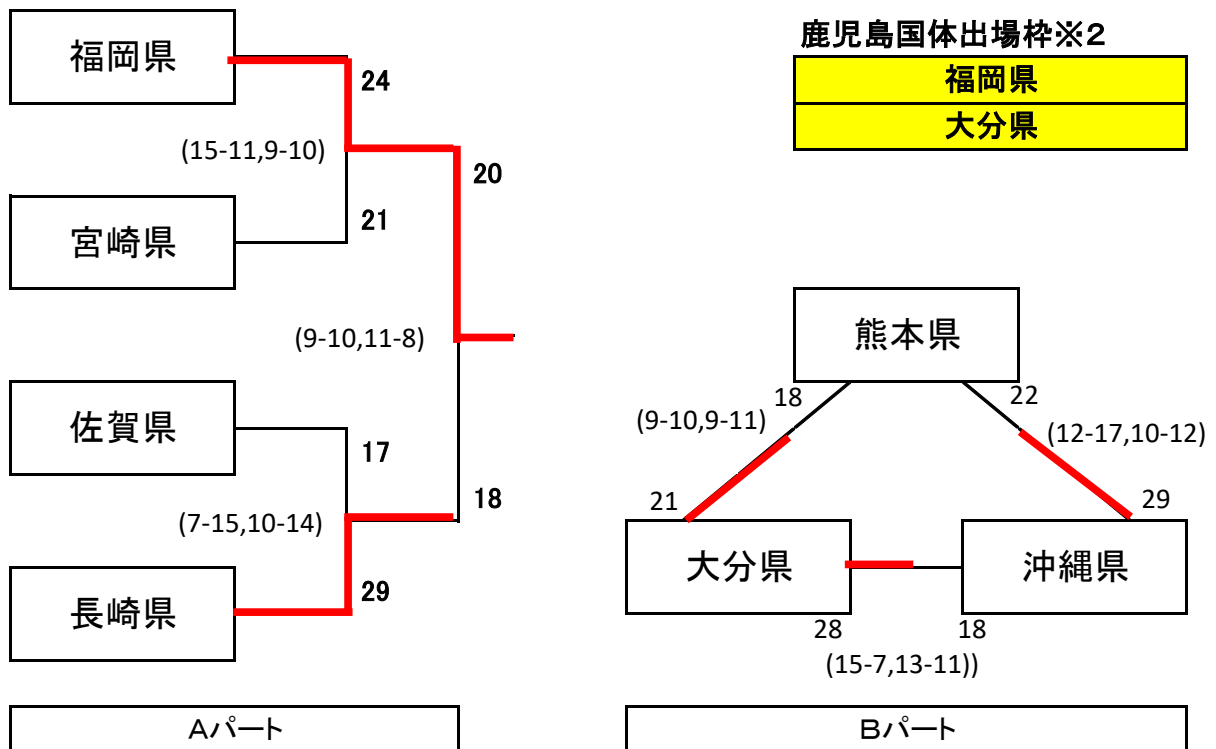 福岡県
24
(15-11,9-10)
20
宮崎県
21
(9-10,11-8)
佐賀県
17
18
(7-15,10-14)
長崎県
29
Aパート
鹿児島国体出場枠※2
福岡県
大分県
熊本県
18
22
(9-10,9-11)
(12-17,10-12)
21
29
大分県
沖縄県
28
18
(15-7,13-11))
Bパート